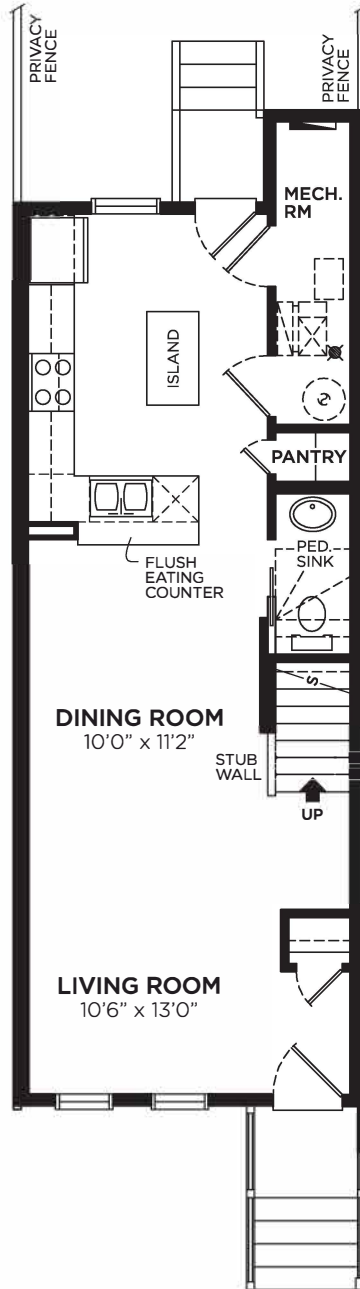 PRIVACY
FENCE
PRIVACY
FENCE
MECH.
RM
ISLAND
PANTRY
PED.
SINK
FLUSH
EATING
COUNTER
DINING ROOM
10’0” x 11’2”
STUB
WALL
S
UP
LIVING ROOM
10’6” x 13’0”